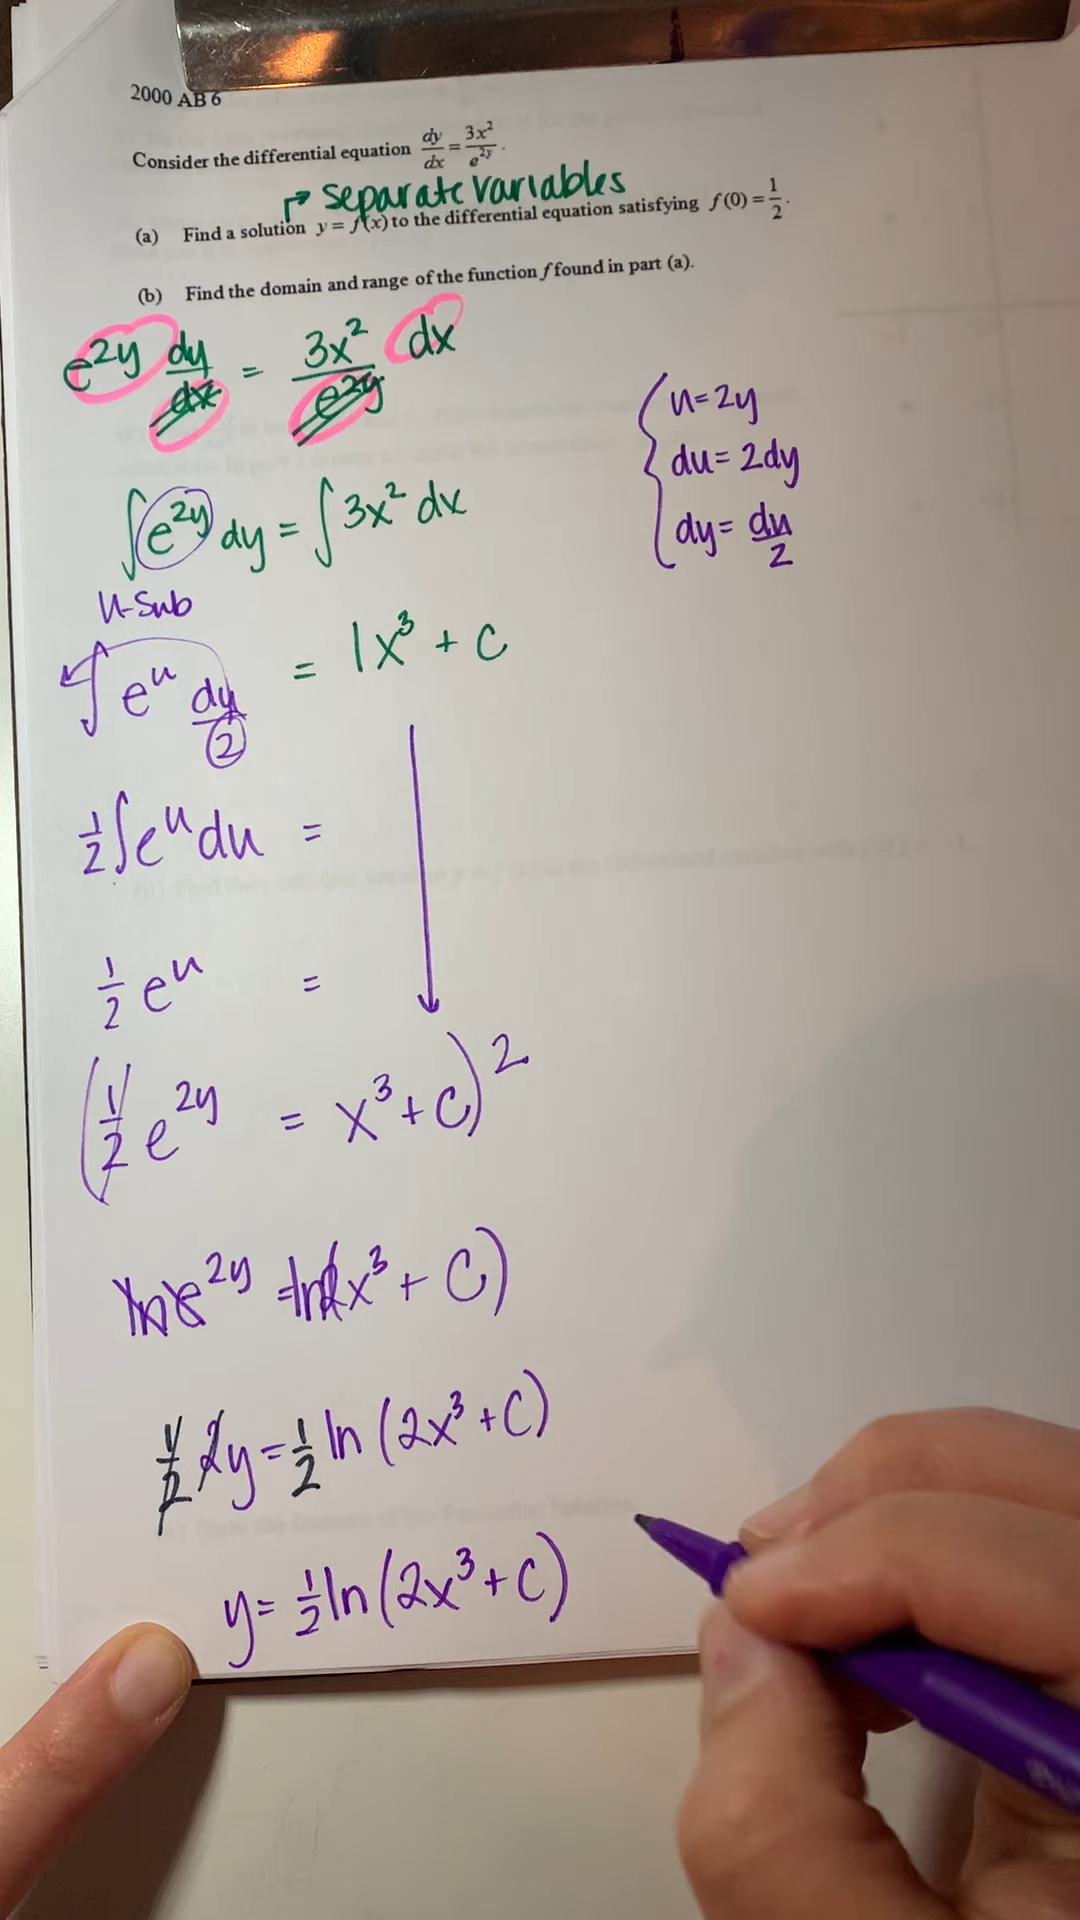 2000 AB 6
Consider the differential equation dy/dx = 3x²/e^(2y).
↱ separate variables
(a) Find a solution y = f(x) to the differential equation satisfying f(0) = 1/2.
(b) Find the domain and range of the function f found in part (a).
e^(2y) dy/dx = 3x²/e^(2y) dx
u=2y
du= 2dy
dy= du/2
∫e^(2y) dy = ∫3x² dx
u-sub
∫e^u dy/2 = 1x³ + C
1/2 ∫e^u du =
1/2 e^u =
(1/2 e^(2y) = x³+C)2
ln e^(2y) = ln(2x³ + C)
1/2 2y = 1/2 ln (2x³ +C)
y= 1/2 ln(2x³+C)